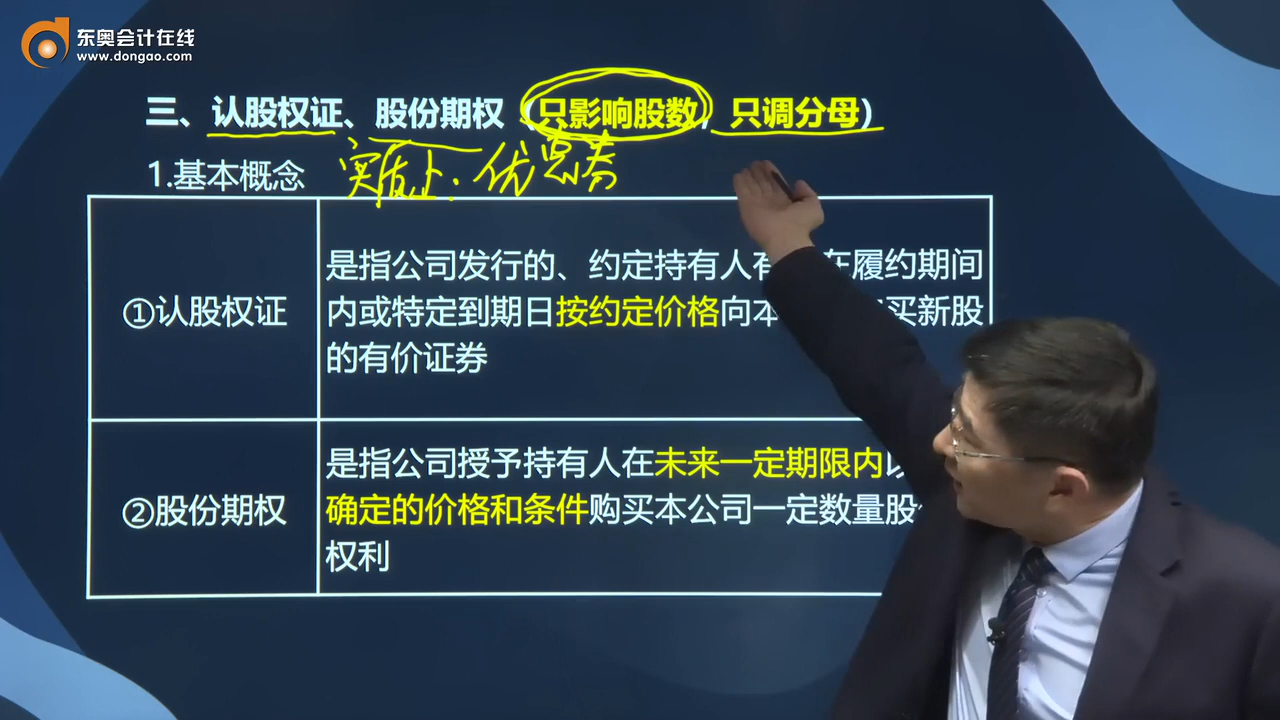 东奥会计在线
www.dongao.com
三、认股权证、股份期权（只影响股数，只调分母）
1.基本概念
实质上：优惠券
①认股权证
是指公司发行的、约定持有人有在履约期间
内或特定到期日按约定价格向本买新股
的有价证券
②股份期权
是指公司授予持有人在未来一定期限内以
确定的价格和条件购买本公司一定数量股
权利